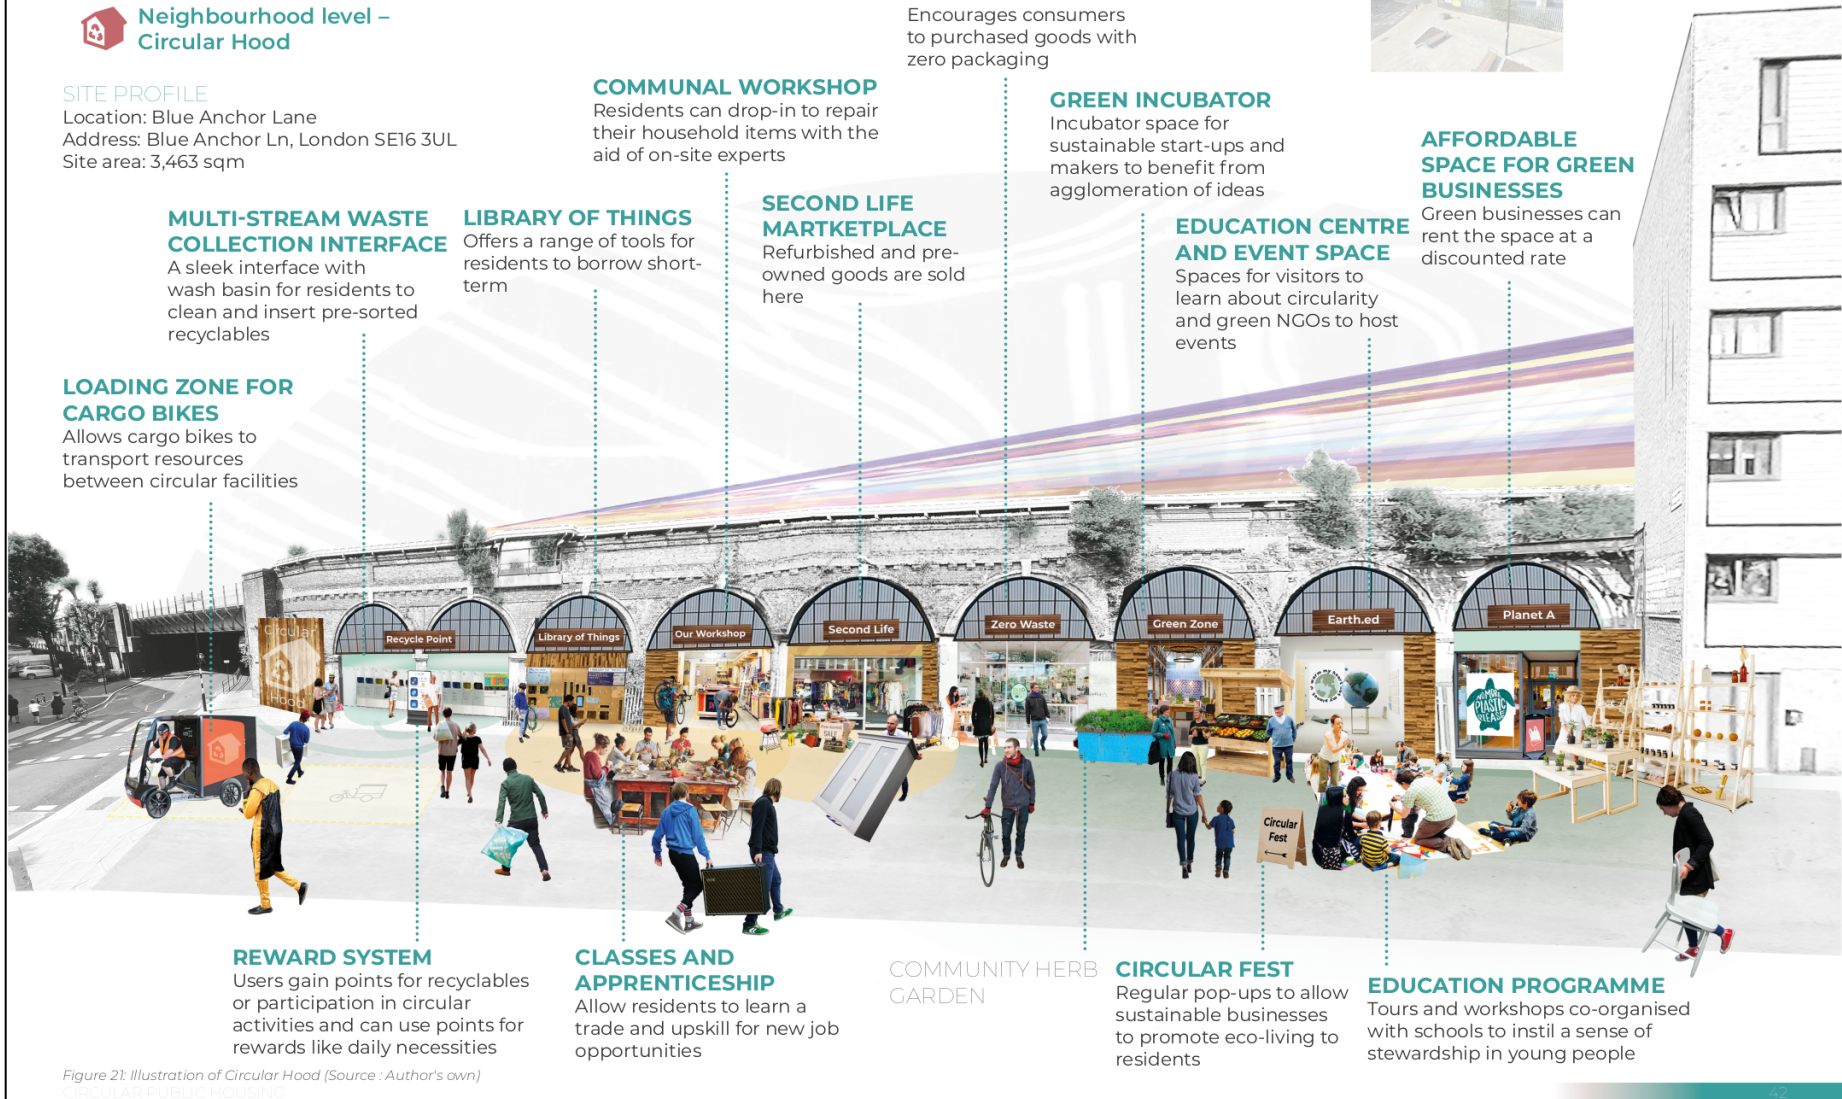 Neighbourhood level –
Circular Hood
SITE PROFILE
Location: Blue Anchor Lane
Address: Blue Anchor Ln, London SE16 3UL
Site area: 3,463 sqm
Encourages consumers
to purchased goods with
zero packaging
COMMUNAL WORKSHOP
Residents can drop-in to repair
their household items with the
aid of on-site experts
GREEN INCUBATOR
Incubator space for
sustainable start-ups and
makers to benefit from
agglomeration of ideas
AFFORDABLE
SPACE FOR GREEN
BUSINESSES
Green businesses can
rent the space at a
discounted rate
MULTI-STREAM WASTE
COLLECTION INTERFACE
A sleek interface with
wash basin for residents to
clean and insert pre-sorted
recyclables
LIBRARY OF THINGS
Offers a range of tools for
residents to borrow short-
term
SECOND LIFE
MARTKETPLACE
Refurbished and pre-
owned goods are sold
here
EDUCATION CENTRE
AND EVENT SPACE
Spaces for visitors to
learn about circularity
and green NGOs to host
events
LOADING ZONE FOR
CARGO BIKES
Allows cargo bikes to
transport resources
between circular facilities
Circular
Hood
Recycle Point
Library of Things
Our Workshop
Second Life
Zero Waste
Green Zone
Earth.ed
Planet A
SALE
NO MORE
PLASTIC
PLEASE
Circular
Fest
REWARD SYSTEM
Users gain points for recyclables
or participation in circular
activities and can use points for
rewards like daily necessities
CLASSES AND
APPRENTICESHIP
Allow residents to learn a
trade and upskill for new job
opportunities
COMMUNITY HERB
GARDEN
CIRCULAR FEST
Regular pop-ups to allow
sustainable businesses
to promote eco-living to
residents
EDUCATION PROGRAMME
Tours and workshops co-organised
with schools to instil a sense of
stewardship in young people
Figure 21: Illustration of Circular Hood (Source : Author's own)
CIRCULAR PUBLIC HOUSING
42